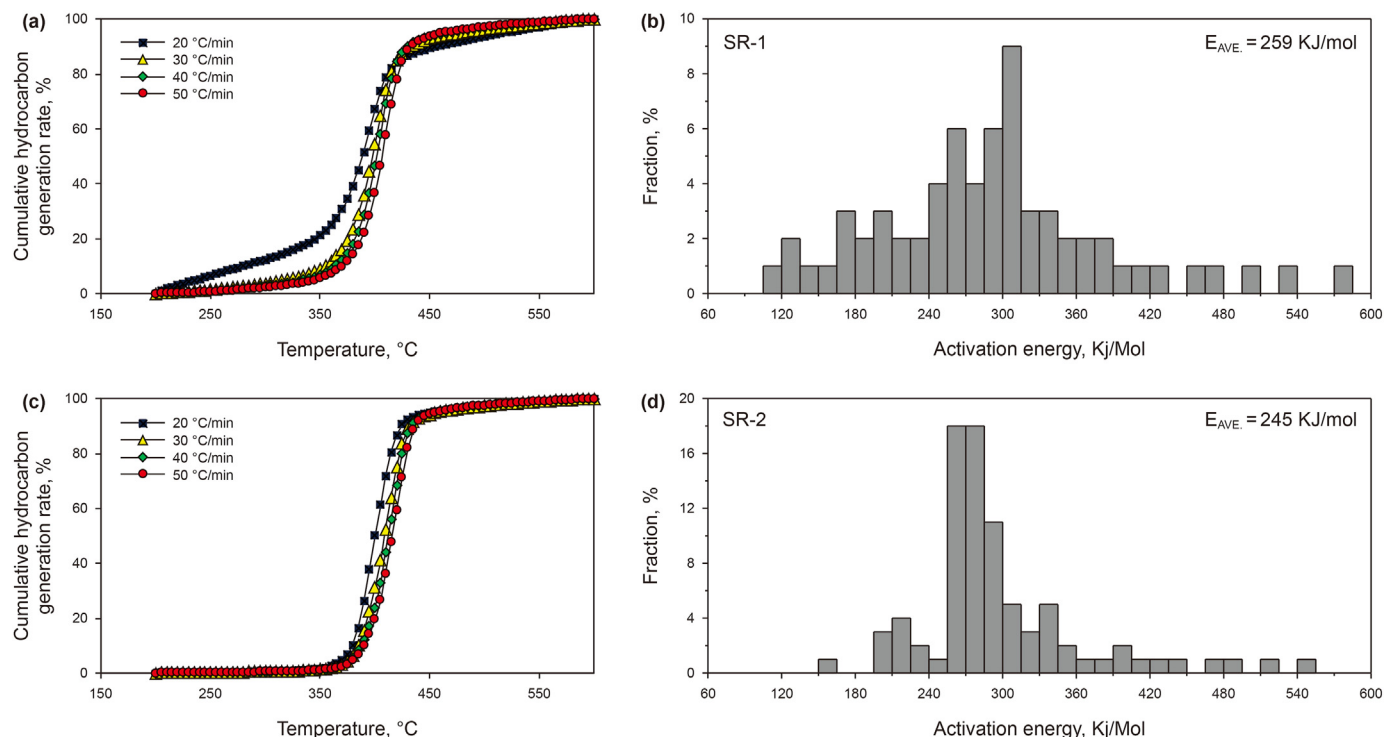 (a)
100
80
60
40
20
0
Cumulative hydrocarbon
generation rate, %
20 °C/min
30 °C/min
40 °C/min
50 °C/min
150 250 350 450 550
Temperature, °C
(b)
10
8
6
4
2
0
Fraction, %
SR-1
EAVE. = 259 KJ/mol
60 120 180 240 300 360 420 480 540 600
Activation energy, Kj/Mol
(c)
100
80
60
40
20
0
Cumulative hydrocarbon
generation rate, %
20 °C/min
30 °C/min
40 °C/min
50 °C/min
150 250 350 450 550
Temperature, °C
(d)
20
16
12
8
4
0
Fraction, %
SR-2
EAVE. = 245 KJ/mol
60 120 180 240 300 360 420 480 540 600
Activation energy, Kj/Mol